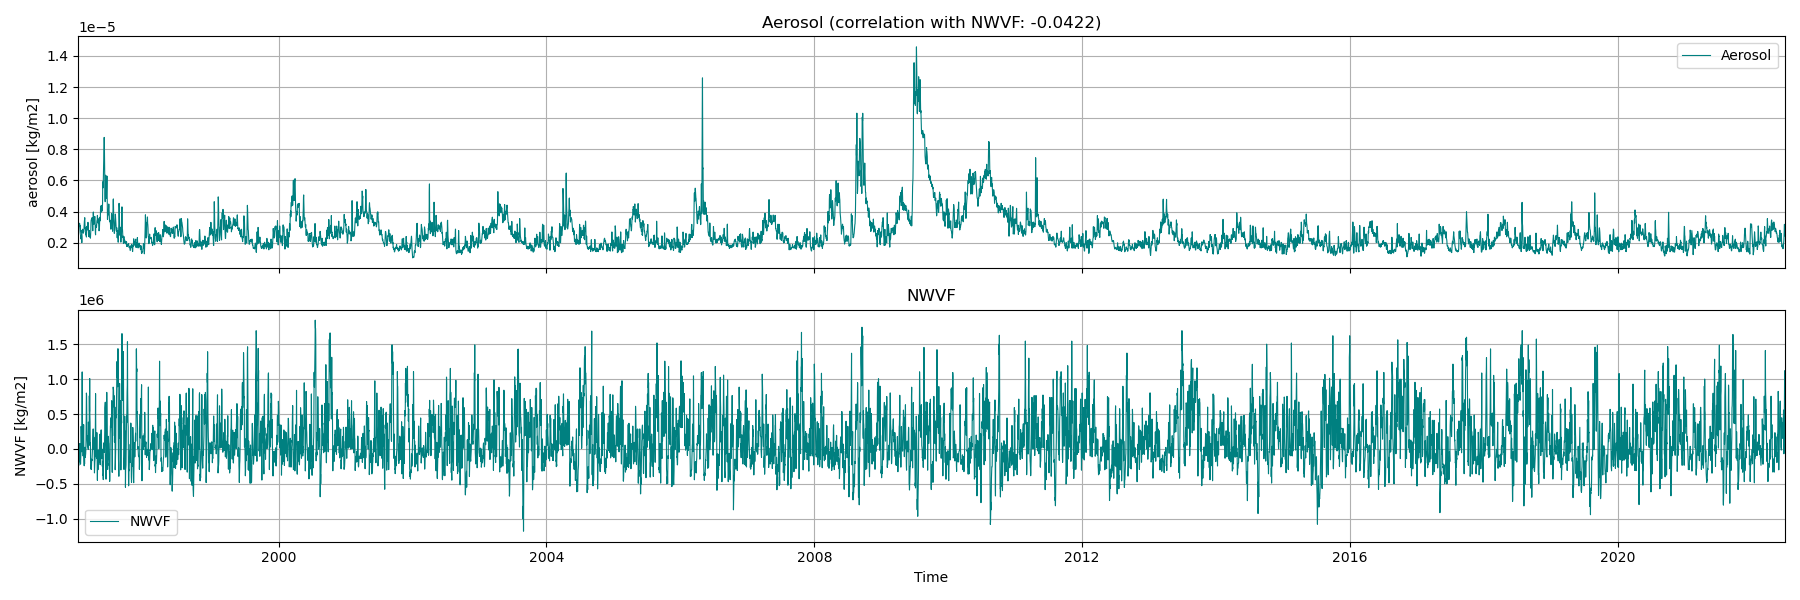 Aerosol (correlation with NWVF: -0.0422)
1e−5
1.4
1.2
1.0
0.8
0.6
0.4
0.2
aerosol [kg/m2]
Aerosol
NWVF
1e6
1.5
1.0
0.5
0.0
−0.5
−1.0
NWVF [kg/m2]
NWVF
2000
2004
2008
2012
2016
2020
Time